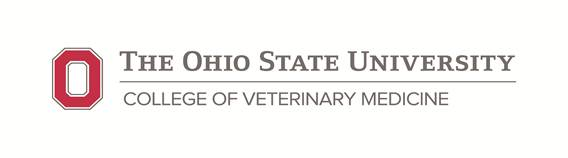 THE OHIO STATE UNIVERSITY
COLLEGE OF VETERINARY MEDICINE